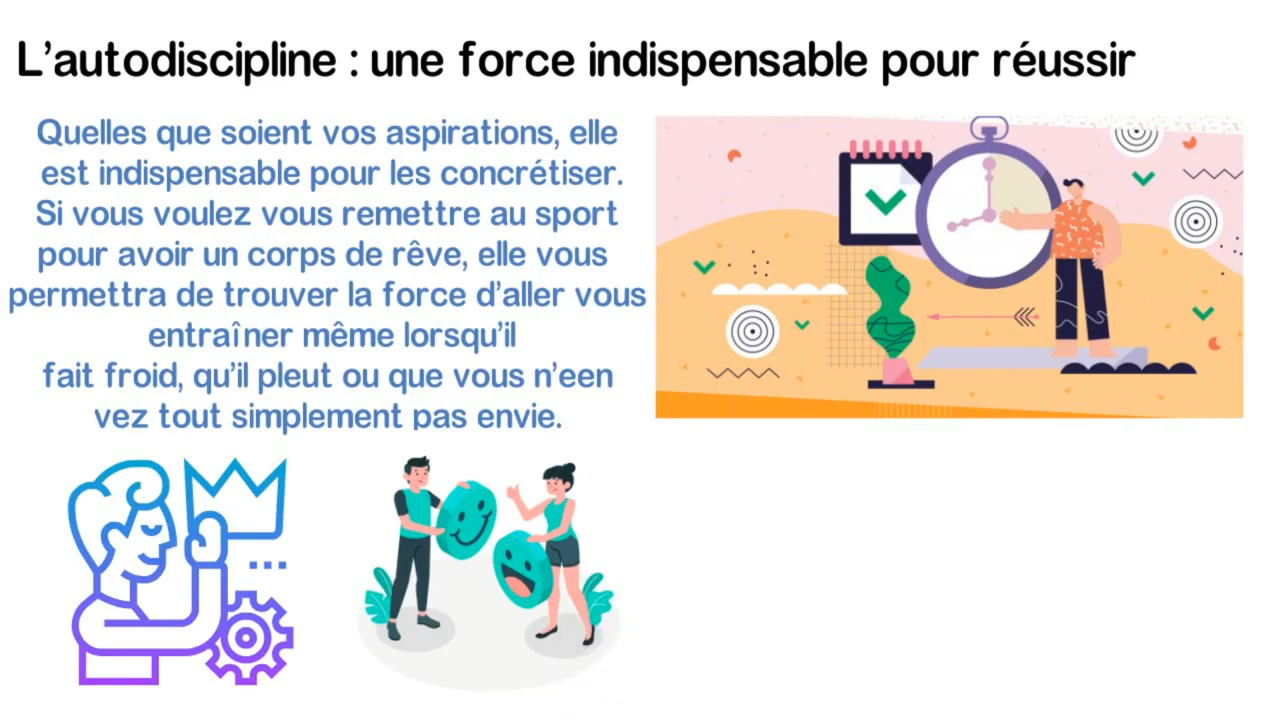 L'autodiscipline : une force indispensable pour réussir
Quelles que soient vos aspirations, elle
est indispensable pour les concrétiser.
Si vous voulez vous remettre au sport
pour avoir un corps de rêve, elle vous
permettra de trouver la force d'aller vous
entraîner même lorsqu'il
fait froid, qu'il pleut ou que vous n'een
vez tout simplement pas envie.